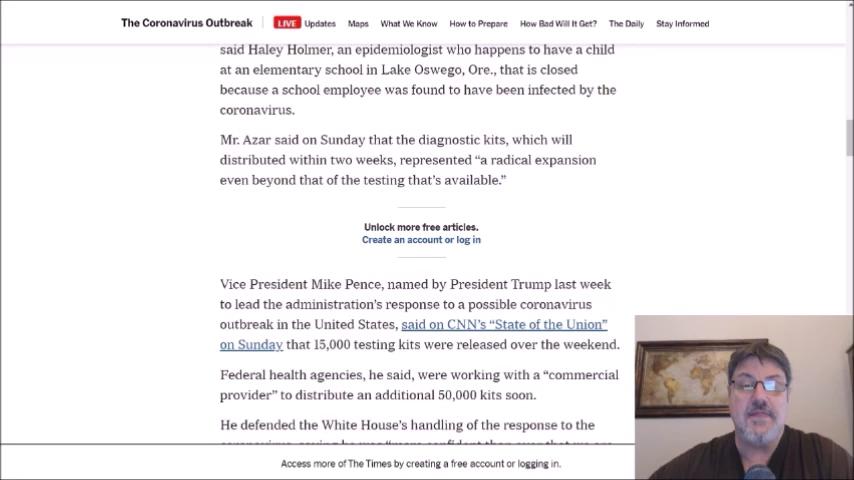 The Coronavirus Outbreak LIVE Updates Maps What We Know How to Prepare How Bad Will It Get? The Daily Stay Informed
said Haley Holmer, an epidemiologist who happens to have a child
at an elementary school in Lake Oswego, Ore., that is closed
because a school employee was found to have been infected by the
coronavirus.
Mr. Azar said on Sunday that the diagnostic kits, which will
distributed within two weeks, represented “a radical expansion
even beyond that of the testing that’s available.”
Unlock more free articles.
Create an account or log in
Vice President Mike Pence, named by President Trump last week
to lead the administration’s response to a possible coronavirus
outbreak in the United States, said on CNN’s “State of the Union”
on Sunday that 15,000 testing kits were released over the weekend.
Federal health agencies, he said, were working with a “commercial
provider” to distribute an additional 50,000 kits soon.
He defended the White House’s handling of the response to the
Access more of The Times by creating a free account or logging in.